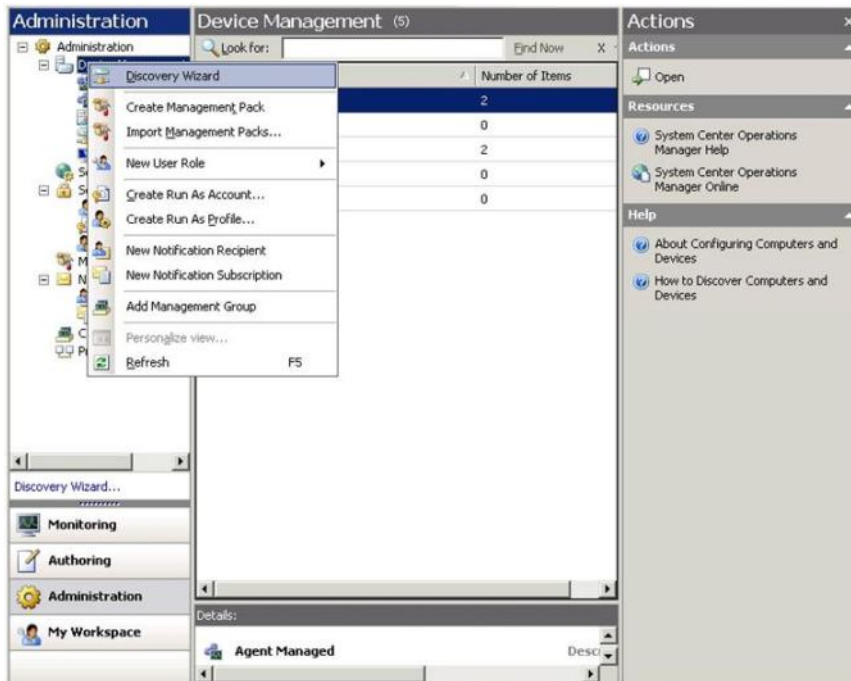 Administration
Administration
Discovery Wizard
Create Management Pack
Import Management Packs...
New User Role
Create Run As Account...
Create Run As Profile...
New Notification Recipient
New Notification Subscription
Add Management Group
Personalize view...
Refresh F5
Discovery Wizard...
Monitoring
Authoring
Administration
My Workspace
Device Management (5)
Look for:
Find Now X
Number of Items
2
0
2
0
0
Details:
Agent Managed
Actions x
Actions
Open
Resources
System Center Operations
Manager Help
System Center Operations
Manager Online
Help
About Configuring Computers and
Devices
How to Discover Computers and
Devices